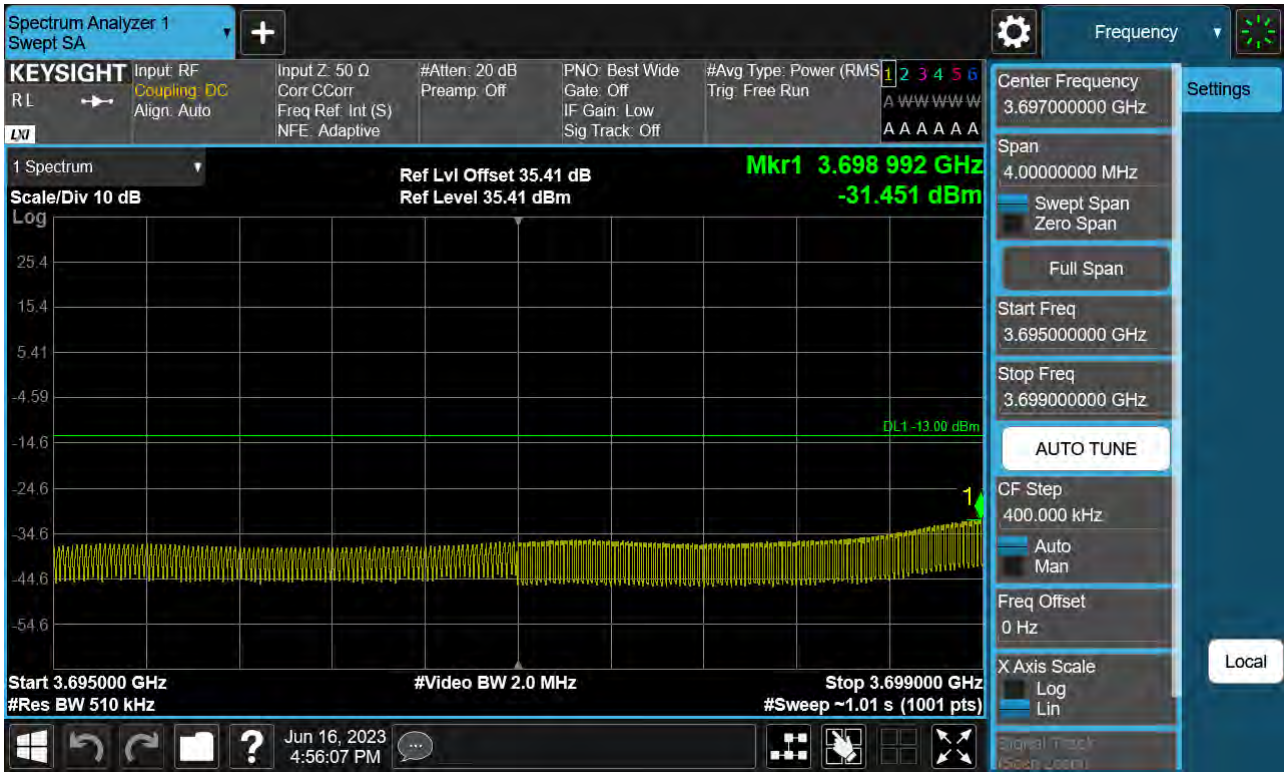 Spectrum Analyzer 1
Swept SA
+
Frequency
KEYSIGHT
RL
LXI
Input: RF
Coupling: DC
Align: Auto
Input Z: 50 Ω
Corr CCorr
Freq Ref: Int (S)
NFE: Adaptive
#Atten: 20 dB
Preamp: Off
PNO: Best Wide
Gate: Off
IF Gain: Low
Sig Track: Off
#Avg Type: Power (RMS
Trig: Free Run
1 2 3 4 5 6
A W W W W W
A A A A A A
1 Spectrum
Scale/Div 10 dB
Log
Ref Lvl Offset 35.41 dB
Ref Level 35.41 dBm
Mkr1 3.698 992 GHz
-31.451 dBm
25.4
15.4
5.41
-4.59
-14.6
-24.6
-34.6
-44.6
-54.6
DL1 -13.00 dBm
1
Start 3.695000 GHz
#Res BW 510 kHz
#Video BW 2.0 MHz
Stop 3.699000 GHz
#Sweep ~1.01 s (1001 pts)
Center Frequency
3.697000000 GHz
Settings
Span
4.00000000 MHz
Swept Span
Zero Span
Full Span
Start Freq
3.695000000 GHz
Stop Freq
3.699000000 GHz
AUTO TUNE
CF Step
400.000 kHz
Auto
Man
Freq Offset
0 Hz
X Axis Scale
Log
Lin
Signal Track
(Span Zoom)
Local
?
Jun 16, 2023
4:56:07 PM